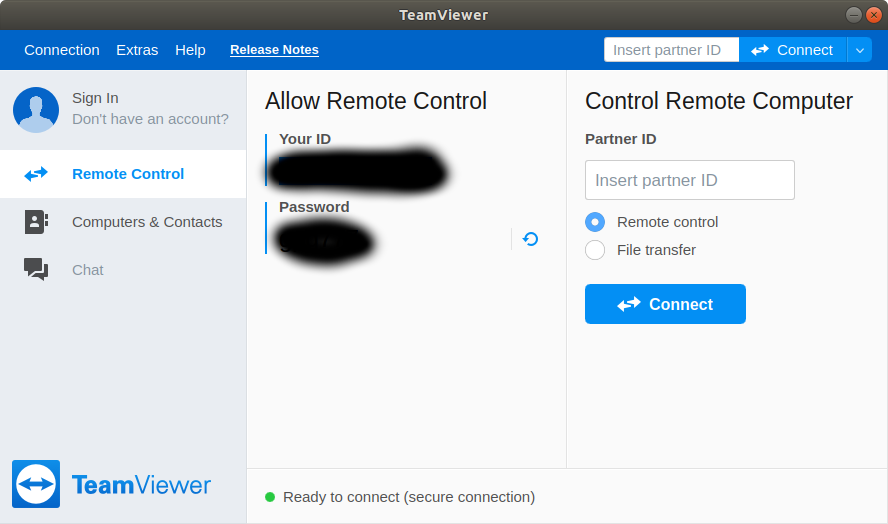 TeamViewer
Connection Extras Help Release Notes Insert partner ID Connect
Sign In
Don't have an account?
Remote Control
Computers & Contacts
Chat
TeamViewer
Allow Remote Control
Your ID
Password
Control Remote Computer
Partner ID
Insert partner ID
Remote control
File transfer
Connect
Ready to connect (secure connection)